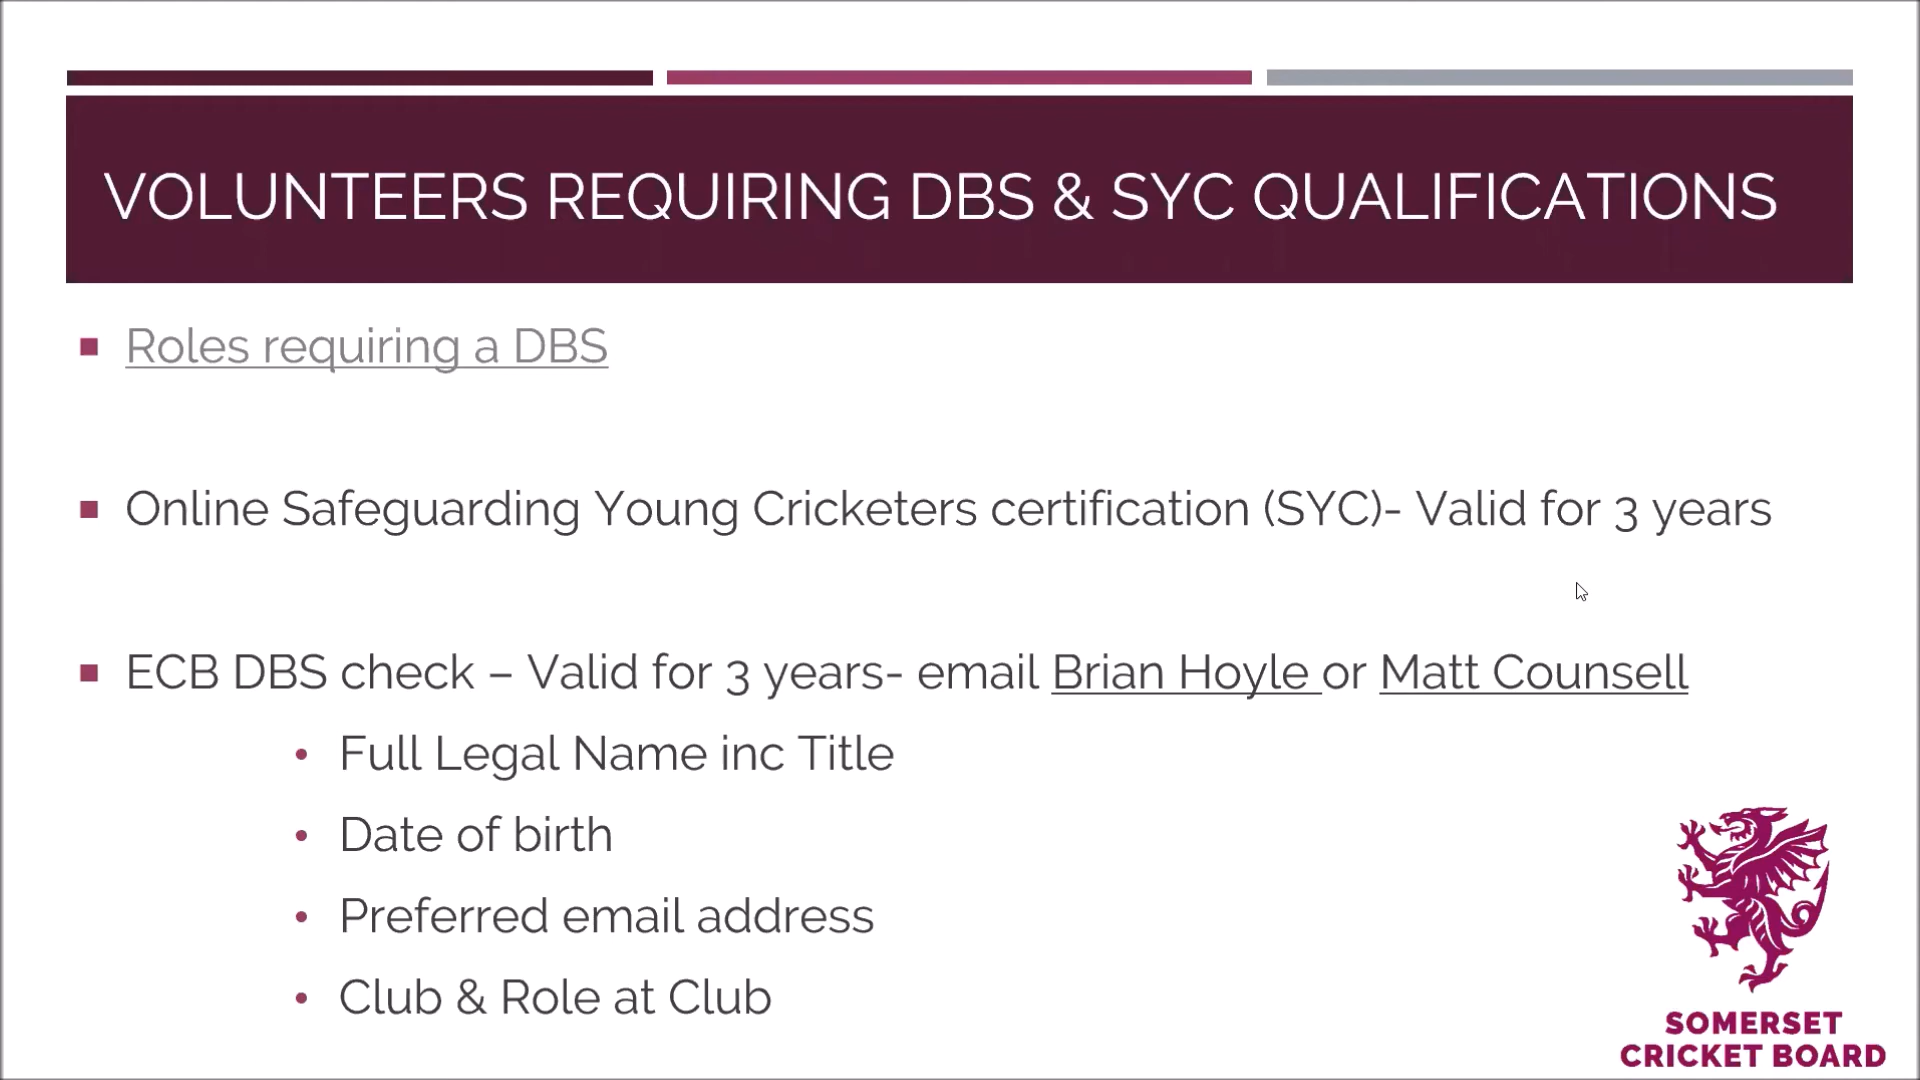 VOLUNTEERS REQUIRING DBS & SYC QUALIFICATIONS
Roles requiring a DBS
Online Safeguarding Young Cricketers certification (SYC)- Valid for 3 years
ECB DBS check – Valid for 3 years- email Brian Hoyle or Matt Counsell
Full Legal Name inc Title
Date of birth
Preferred email address
Club & Role at Club
SOMERSET
CRICKET BOARD